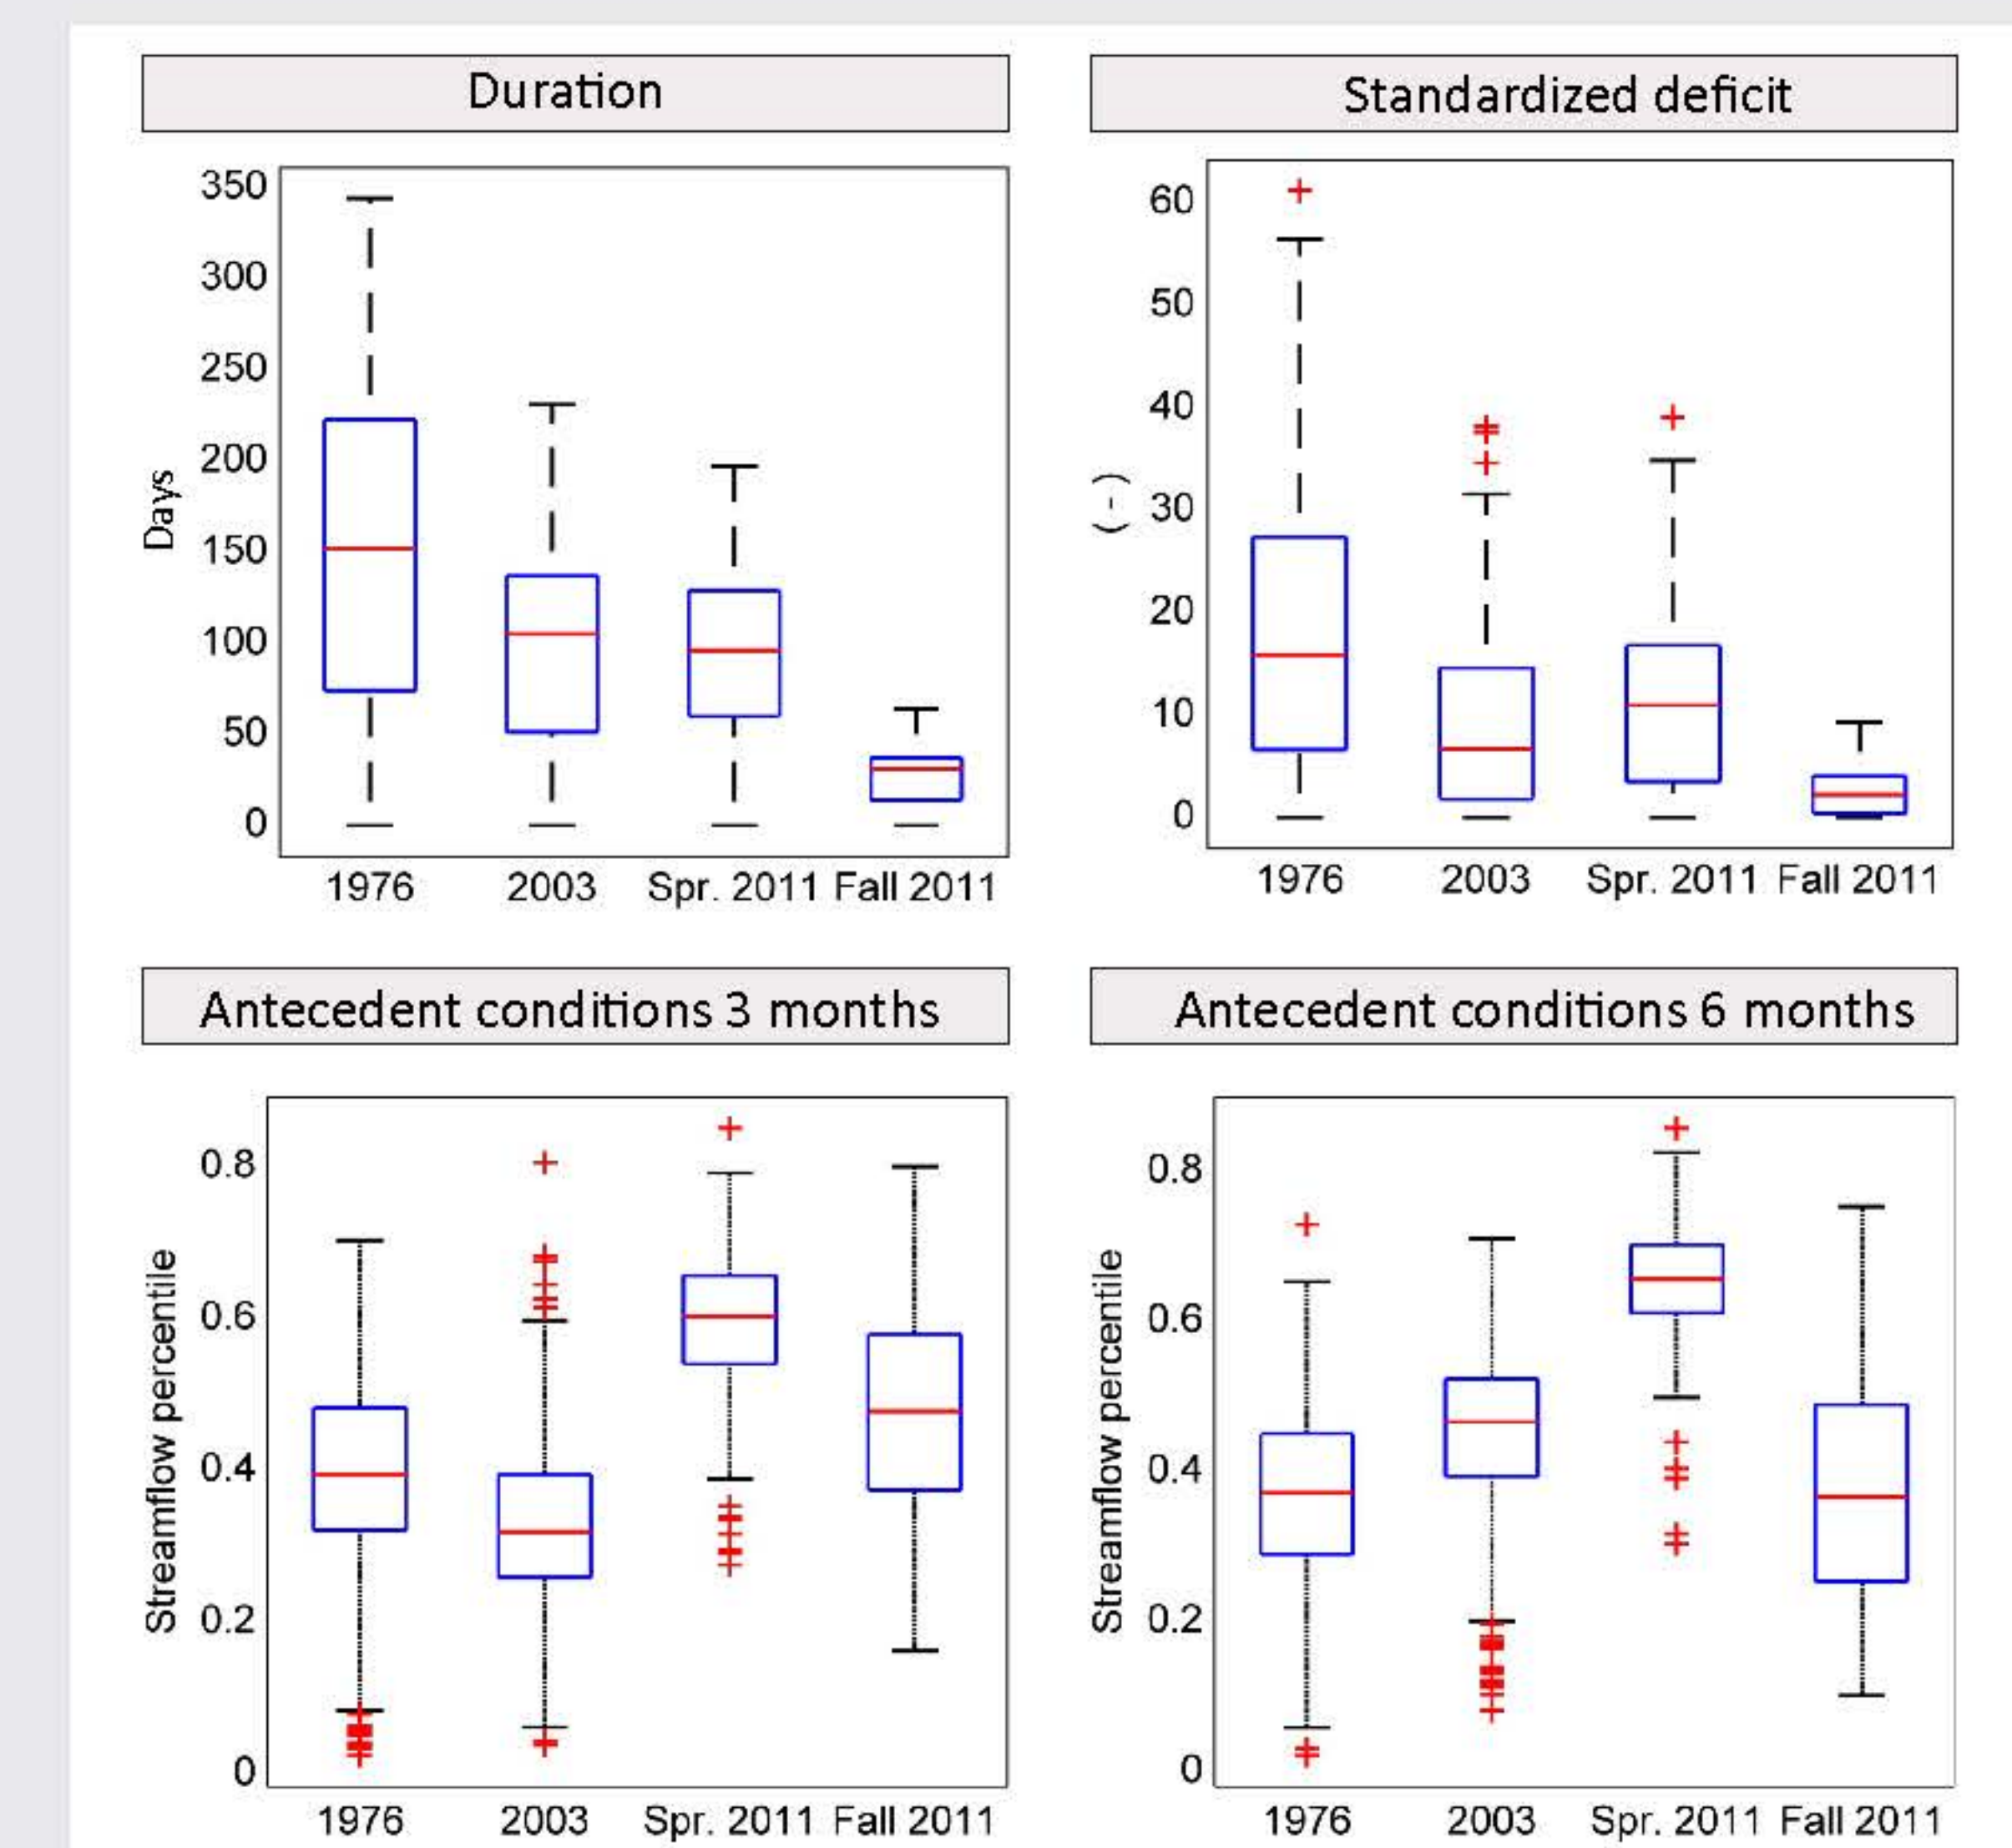 Duration
Standardized deficit
350
300
250
200
150
100
50
0
Days
1976 2003 Spr. 2011 Fall 2011
60
50
40
30
20
10
0
(-)
1976 2003 Spr. 2011 Fall 2011
Antecedent conditions 3 months
Antecedent conditions 6 months
0.8
0.6
0.4
0.2
0
Streamflow percentile
1976 2003 Spr. 2011 Fall 2011
0.8
0.6
0.4
0.2
0
Streamflow percentile
1976 2003 Spr. 2011 Fall 2011